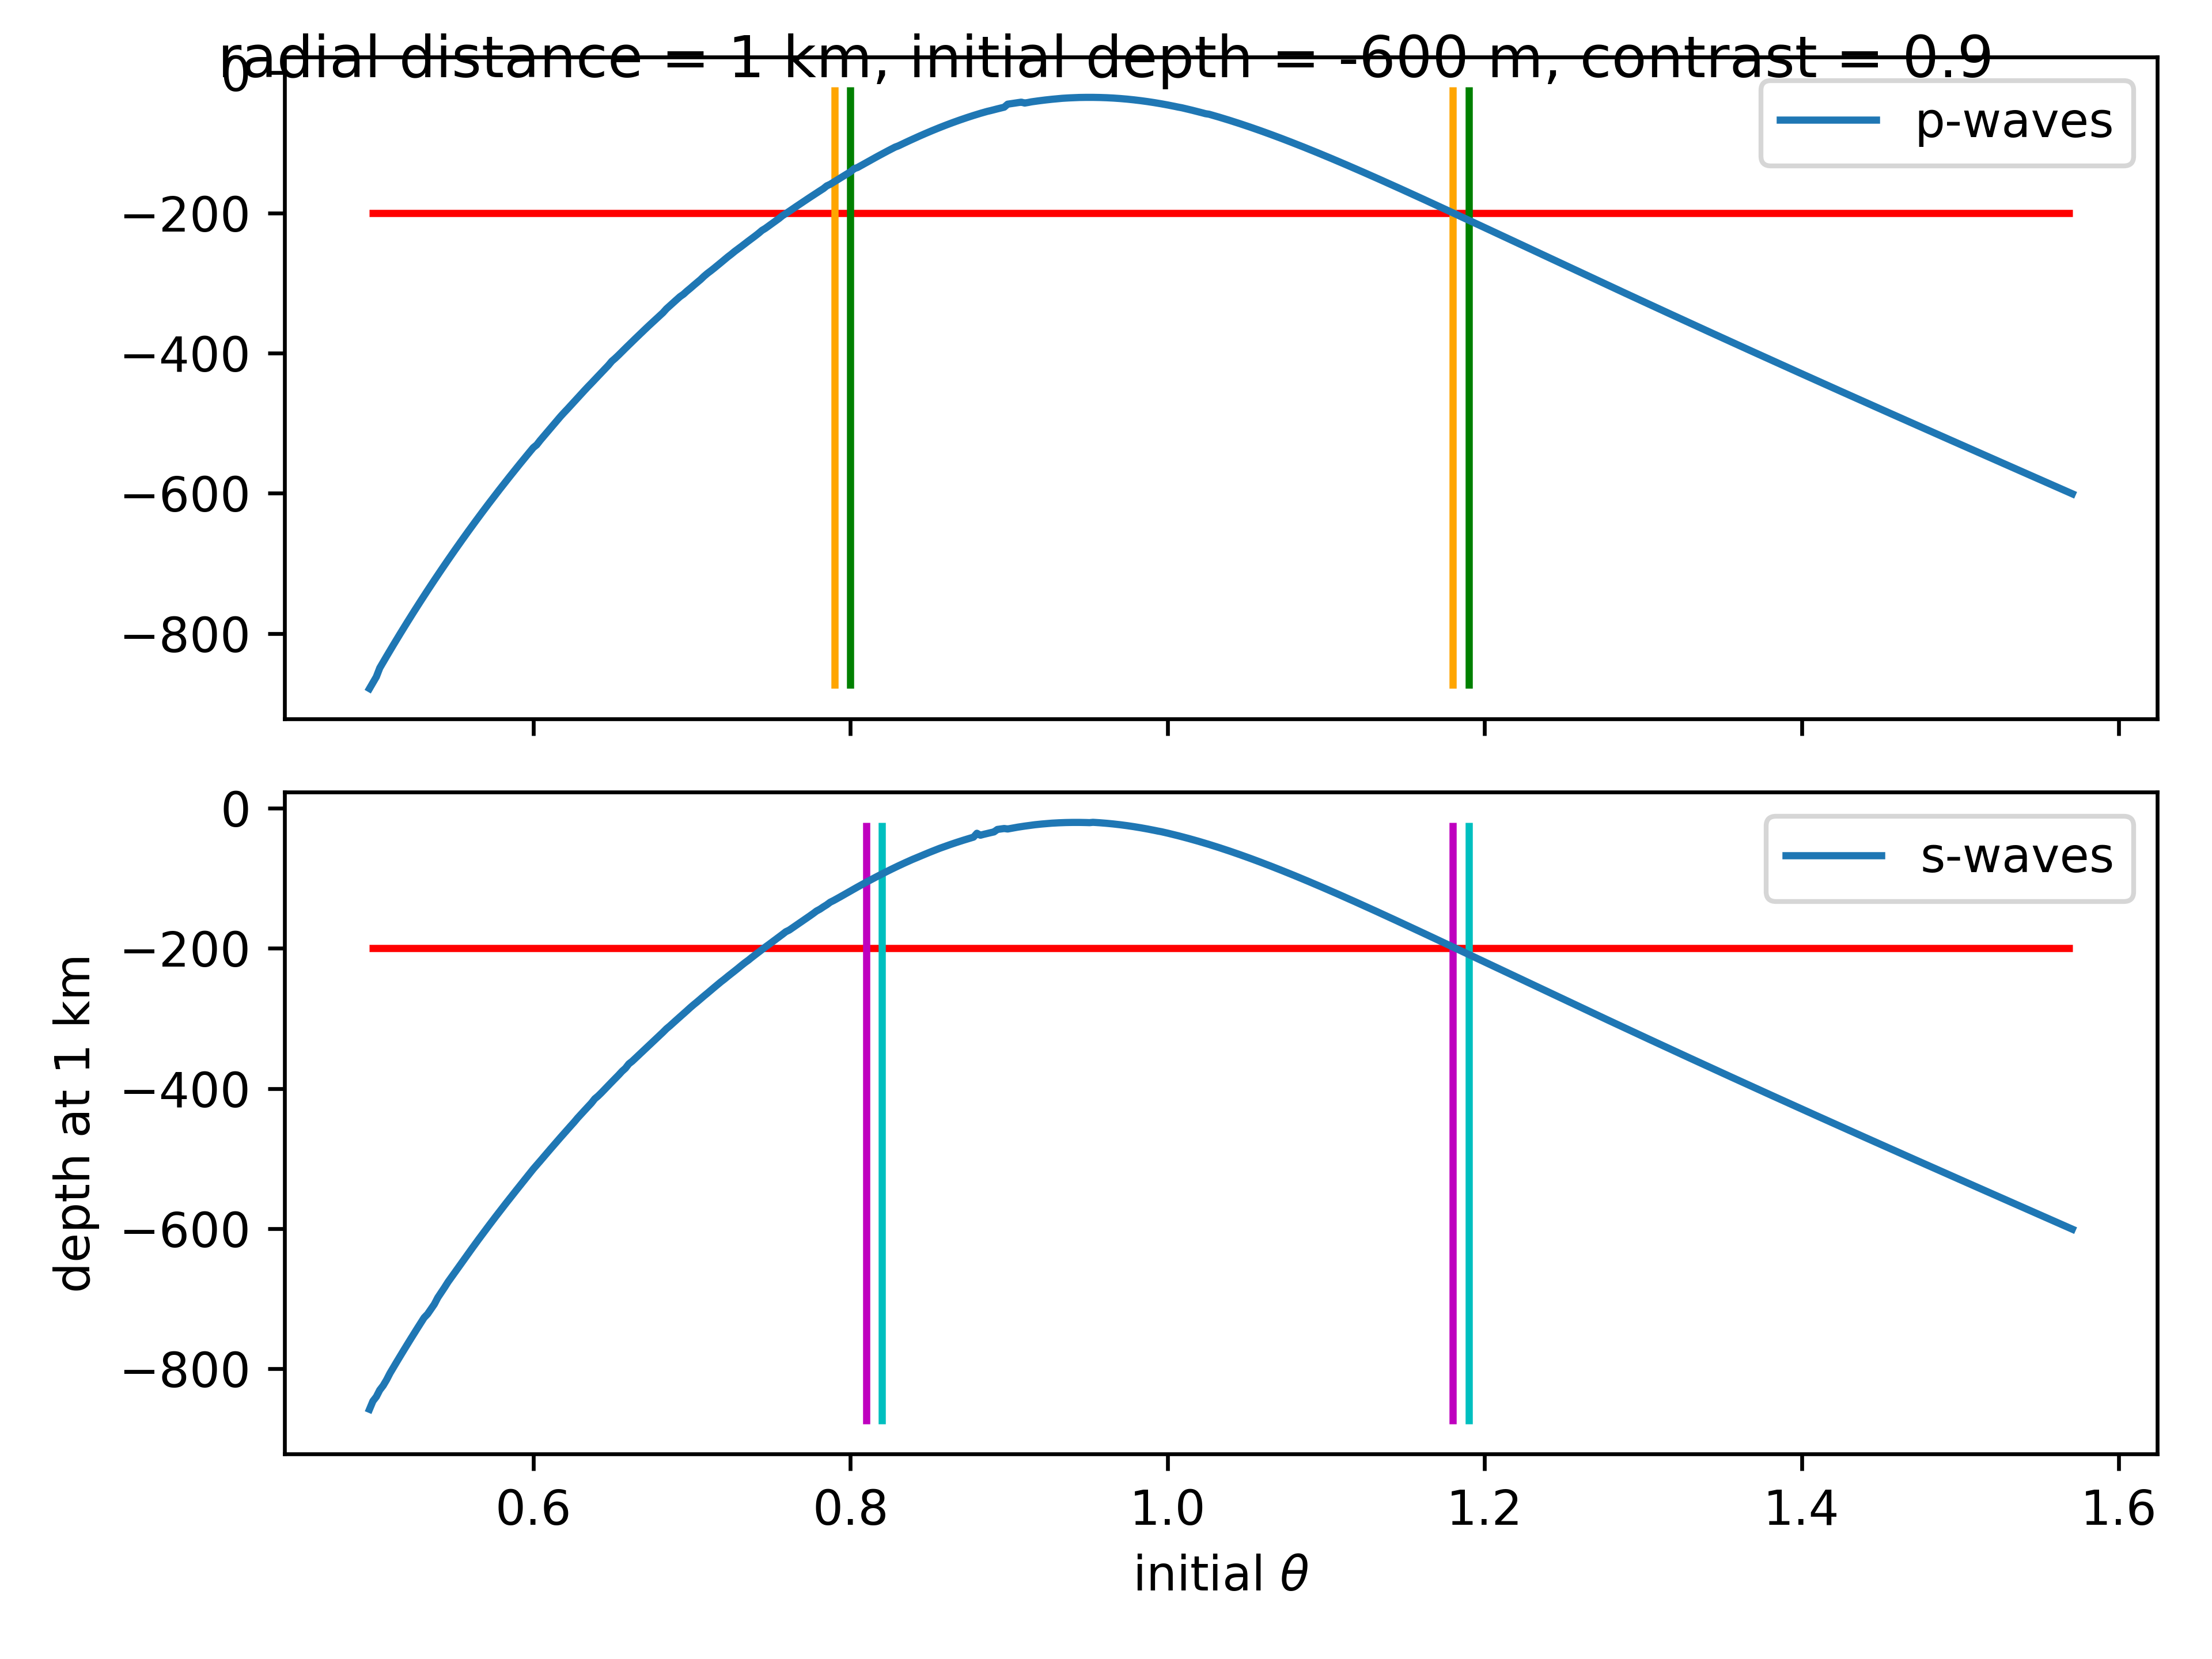 radial distance = 1 km, initial depth = -600 m, contrast = 0.9
0
−200
−400
−600
−800
p-waves
0
−200
−400
−600
−800
s-waves
depth at 1 km
0.6 0.8 1.0 1.2 1.4 1.6
initial θ